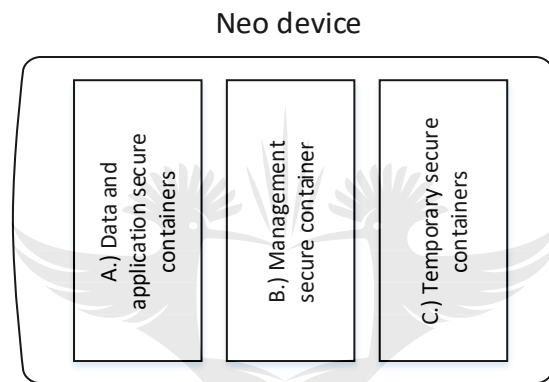 Neo device
A.) Data and
application secure
containers
B.) Management
secure container
C.) Temporary secure
containers